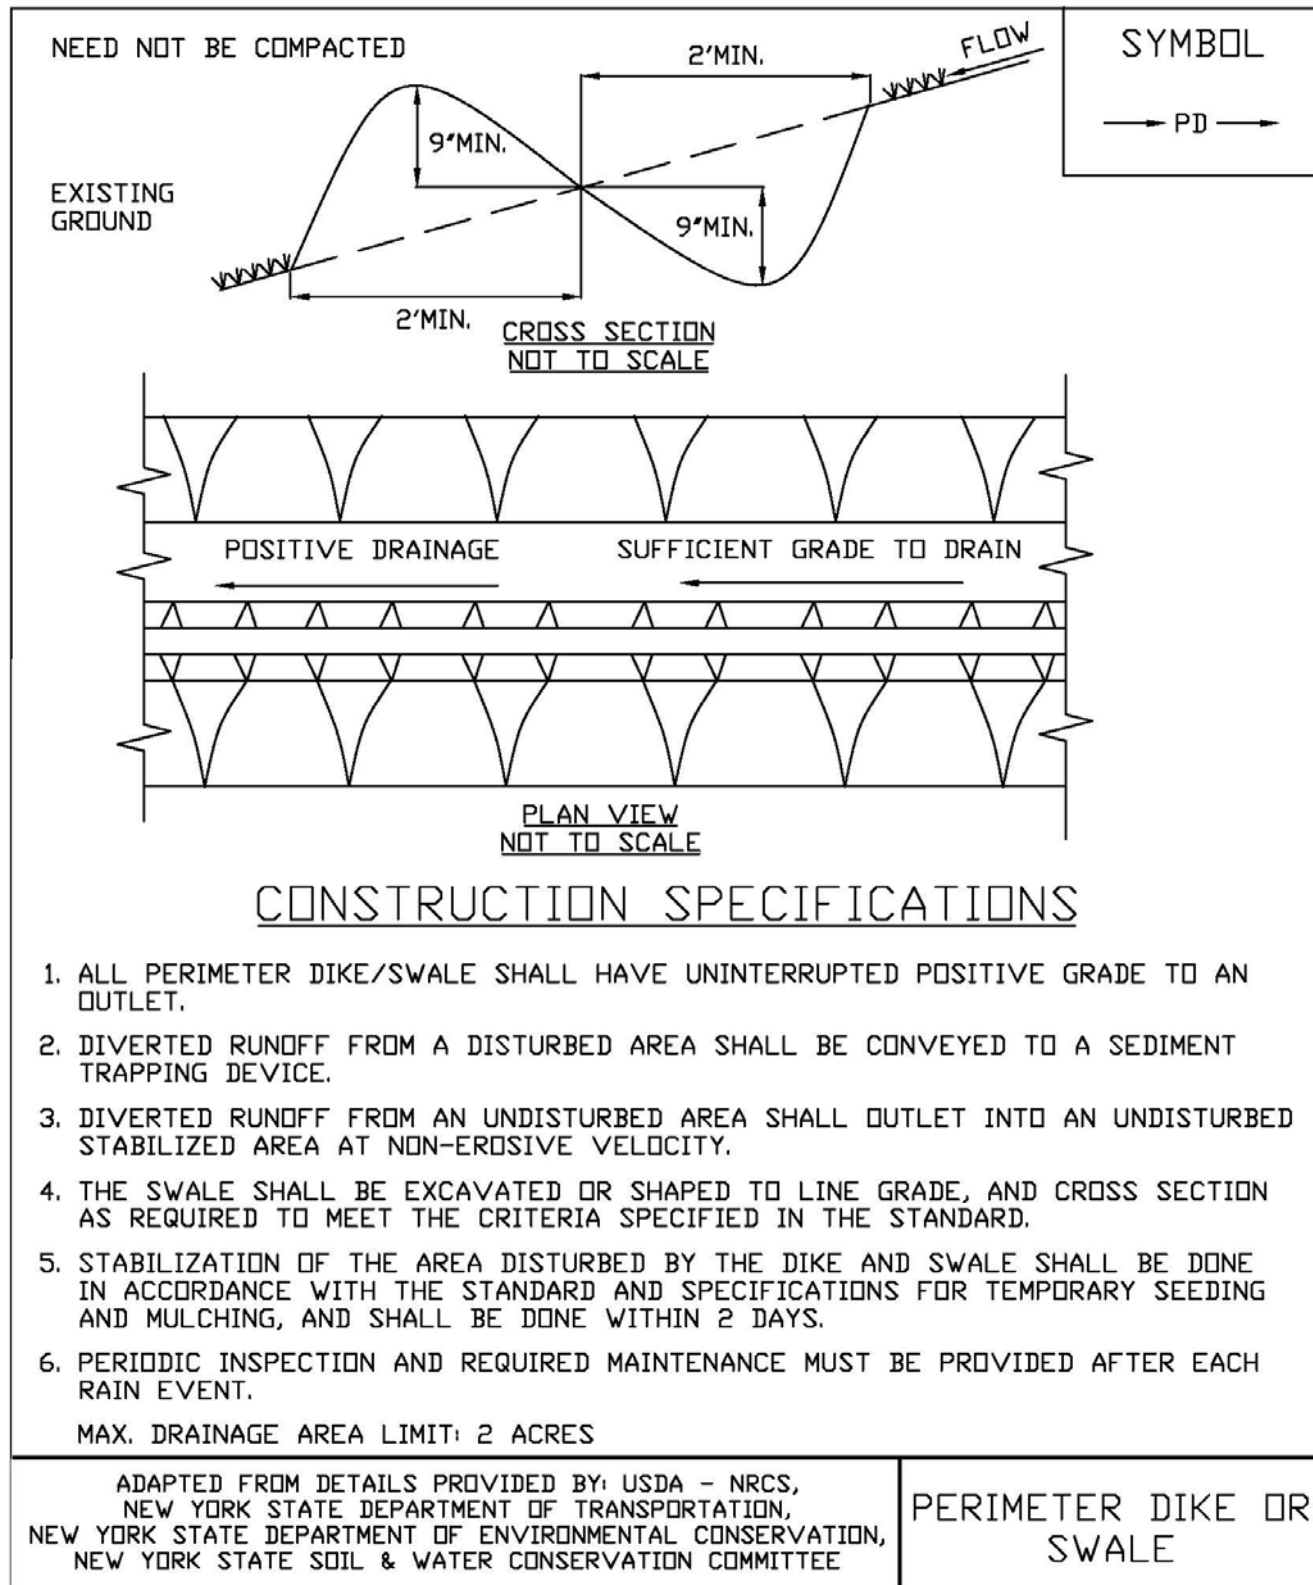 NEED NOT BE COMPACTED
2'MIN.
FLOW
SYMBOL
PD
9"MIN.
EXISTING
GROUND
9"MIN.
2'MIN.
CROSS SECTION
NOT TO SCALE
POSITIVE DRAINAGE
SUFFICIENT GRADE TO DRAIN
PLAN VIEW
NOT TO SCALE
CONSTRUCTION SPECIFICATIONS
1. ALL PERIMETER DIKE/SWALE SHALL HAVE UNINTERRUPTED POSITIVE GRADE TO AN
OUTLET.
2. DIVERTED RUNOFF FROM A DISTURBED AREA SHALL BE CONVEYED TO A SEDIMENT
TRAPPING DEVICE.
3. DIVERTED RUNOFF FROM AN UNDISTURBED AREA SHALL OUTLET INTO AN UNDISTURBED
STABILIZED AREA AT NON-EROSIVE VELOCITY.
4. THE SWALE SHALL BE EXCAVATED OR SHAPED TO LINE GRADE, AND CROSS SECTION
AS REQUIRED TO MEET THE CRITERIA SPECIFIED IN THE STANDARD.
5. STABILIZATION OF THE AREA DISTURBED BY THE DIKE AND SWALE SHALL BE DONE
IN ACCORDANCE WITH THE STANDARD AND SPECIFICATIONS FOR TEMPORARY SEEDING
AND MULCHING, AND SHALL BE DONE WITHIN 2 DAYS.
6. PERIODIC INSPECTION AND REQUIRED MAINTENANCE MUST BE PROVIDED AFTER EACH
RAIN EVENT.
MAX. DRAINAGE AREA LIMIT: 2 ACRES
ADAPTED FROM DETAILS PROVIDED BY: USDA - NRCS,
NEW YORK STATE DEPARTMENT OF TRANSPORTATION,
NEW YORK STATE DEPARTMENT OF ENVIRONMENTAL CONSERVATION,
NEW YORK STATE SOIL & WATER CONSERVATION COMMITTEE
PERIMETER DIKE OR
SWALE